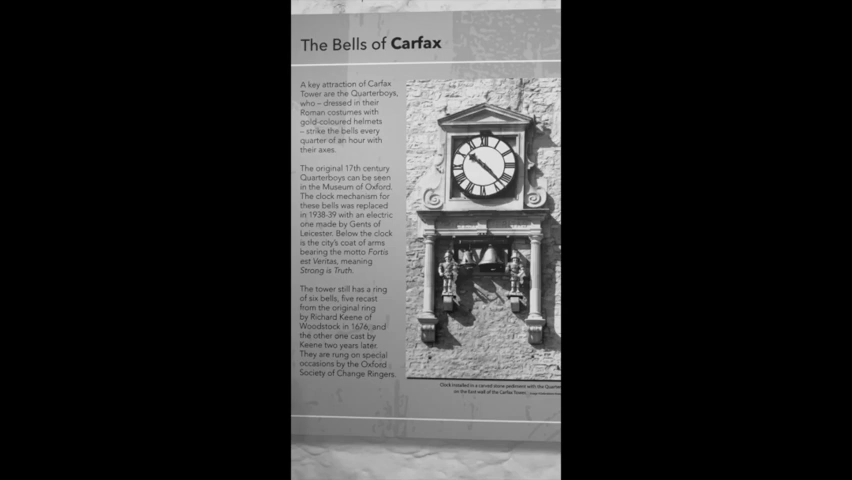 The Bells of Carfax
A key attraction of Carfax
Tower are the Quarterboys,
who – dressed in their
Roman costumes with
gold-coloured helmets
– strike the bells every
quarter of an hour with
their axes.
The original 17th century
Quarterboys can be seen
in the Museum of Oxford.
The clock mechanism for
these bells was replaced
in 1938-39 with an electric
one made by Gents of
Leicester. Below the clock
is the city's coat of arms
bearing the motto Fortis
est Veritas, meaning
Strong is Truth.
The tower still has a ring
of six bells, five recast
from the original ring
by Richard Keene of
Woodstock in 1676, and
the other one cast by
Keene two years later.
They are rung on special
occasions by the Oxford
Society of Change Ringers.
Clock installed in a carved stone pediment with the Quarte
on the East wall of the Carfax Tower.